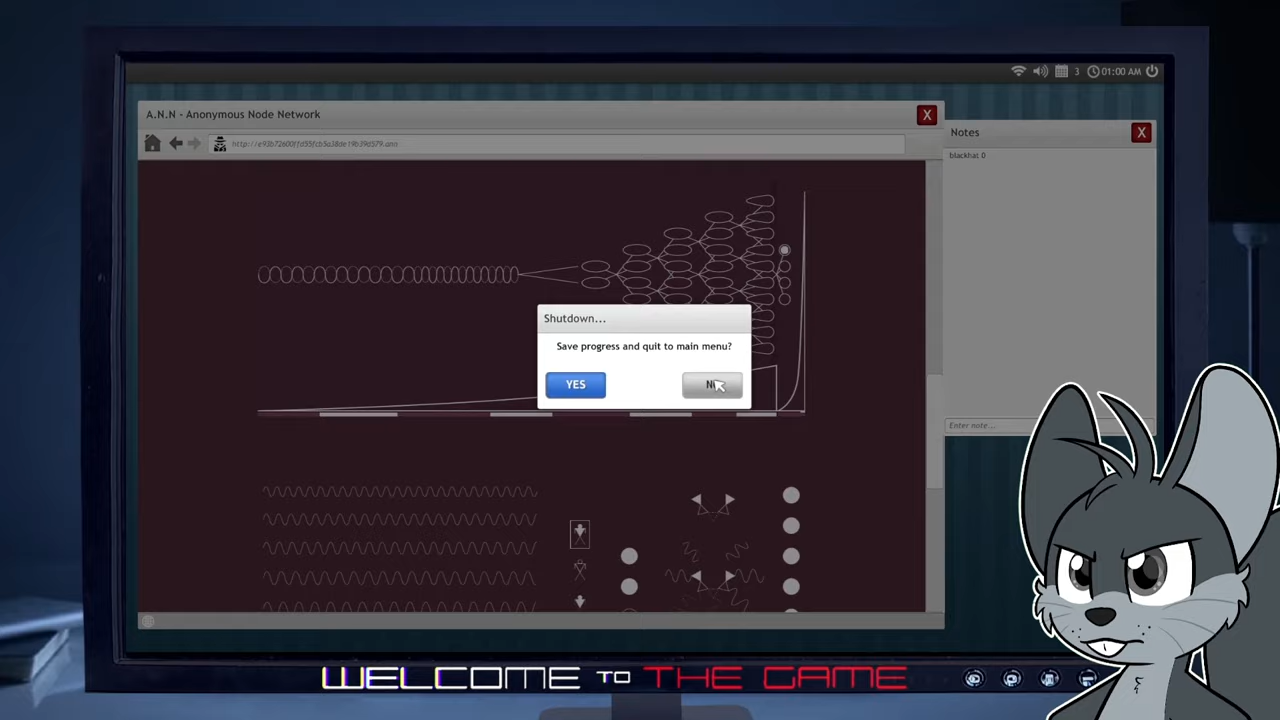 3 01:00 AM
A.N.N - Anonymous Node Network
X
Notes
X
blackhat 0
Shutdown...
Save progress and quit to main menu?
YES
Enter note...
WELCOME TO THE GAME